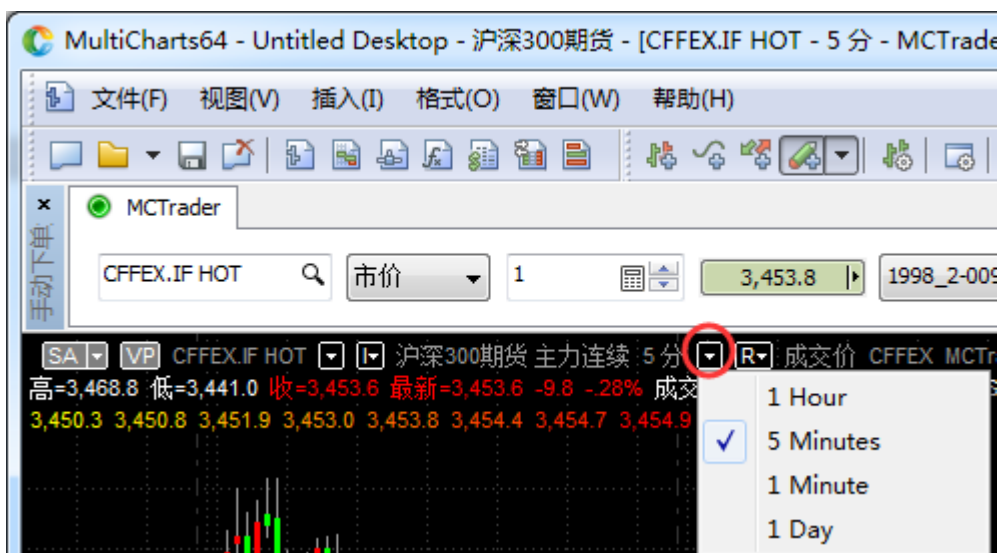 MultiCharts64 - Untitled Desktop - 沪深300期货 - [CFFEX.IF HOT - 5 分 - MCTrade
文件(F) 视图(V) 插入(I) 格式(O) 窗口(W) 帮助(H)
MCTrader
手动下单
CFFEX.IF HOT 市价 1 3,453.8 1998_2-009
SA VP CFFEX.IF HOT 沪深300期货 主力连续 5 分 R 成交价 CFFEX MCTr
高=3,468.8 低=3,441.0 收=3,453.6 最新=3,453.6 -9.8 -.28% 成交
3,450.3 3,450.8 3,451.9 3,453.0 3,453.8 3,454.4 3,454.7 3,454.9
1 Hour
5 Minutes
1 Minute
1 Day